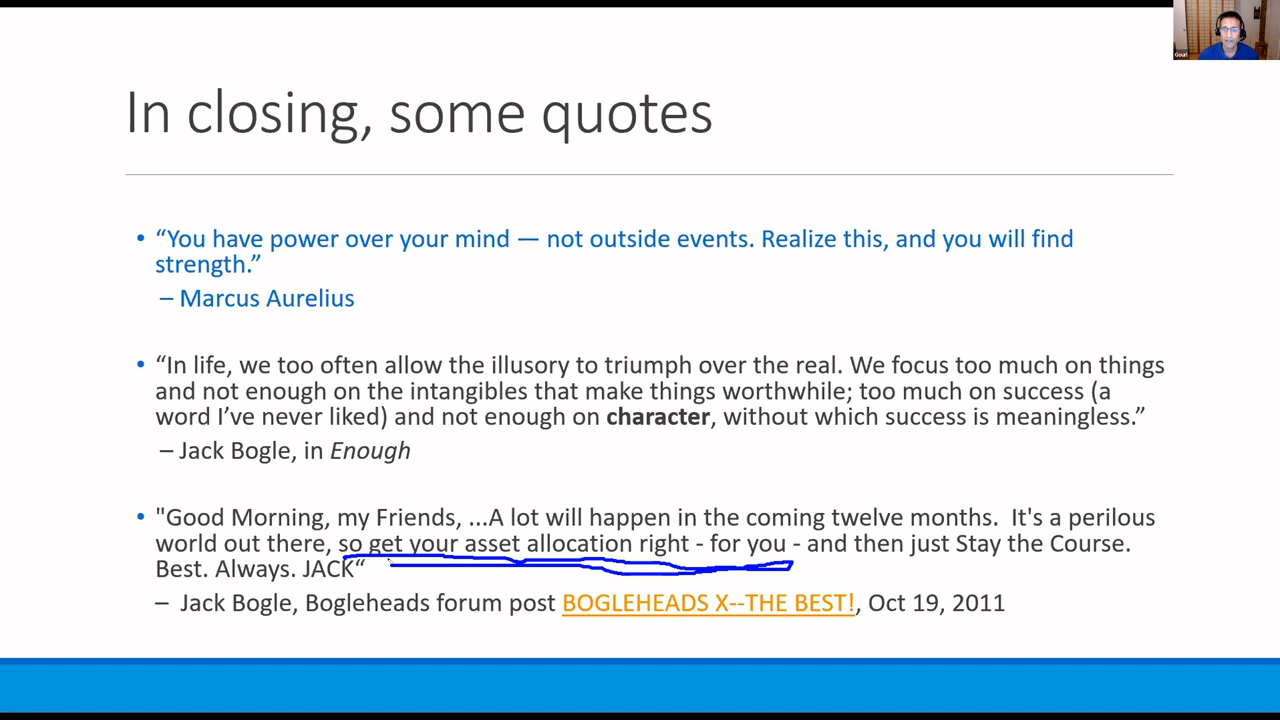 Gouri
In closing, some quotes
• “You have power over your mind — not outside events. Realize this, and you will find
strength.”
– Marcus Aurelius
• “In life, we too often allow the illusory to triumph over the real. We focus too much on things
and not enough on the intangibles that make things worthwhile; too much on success (a
word I’ve never liked) and not enough on character, without which success is meaningless.”
– Jack Bogle, in Enough
• "Good Morning, my Friends, ...A lot will happen in the coming twelve months.  It's a perilous
world out there, so get your asset allocation right - for you - and then just Stay the Course.
Best. Always. JACK“
– Jack Bogle, Bogleheads forum post BOGLEHEADS X--THE BEST!, Oct 19, 2011